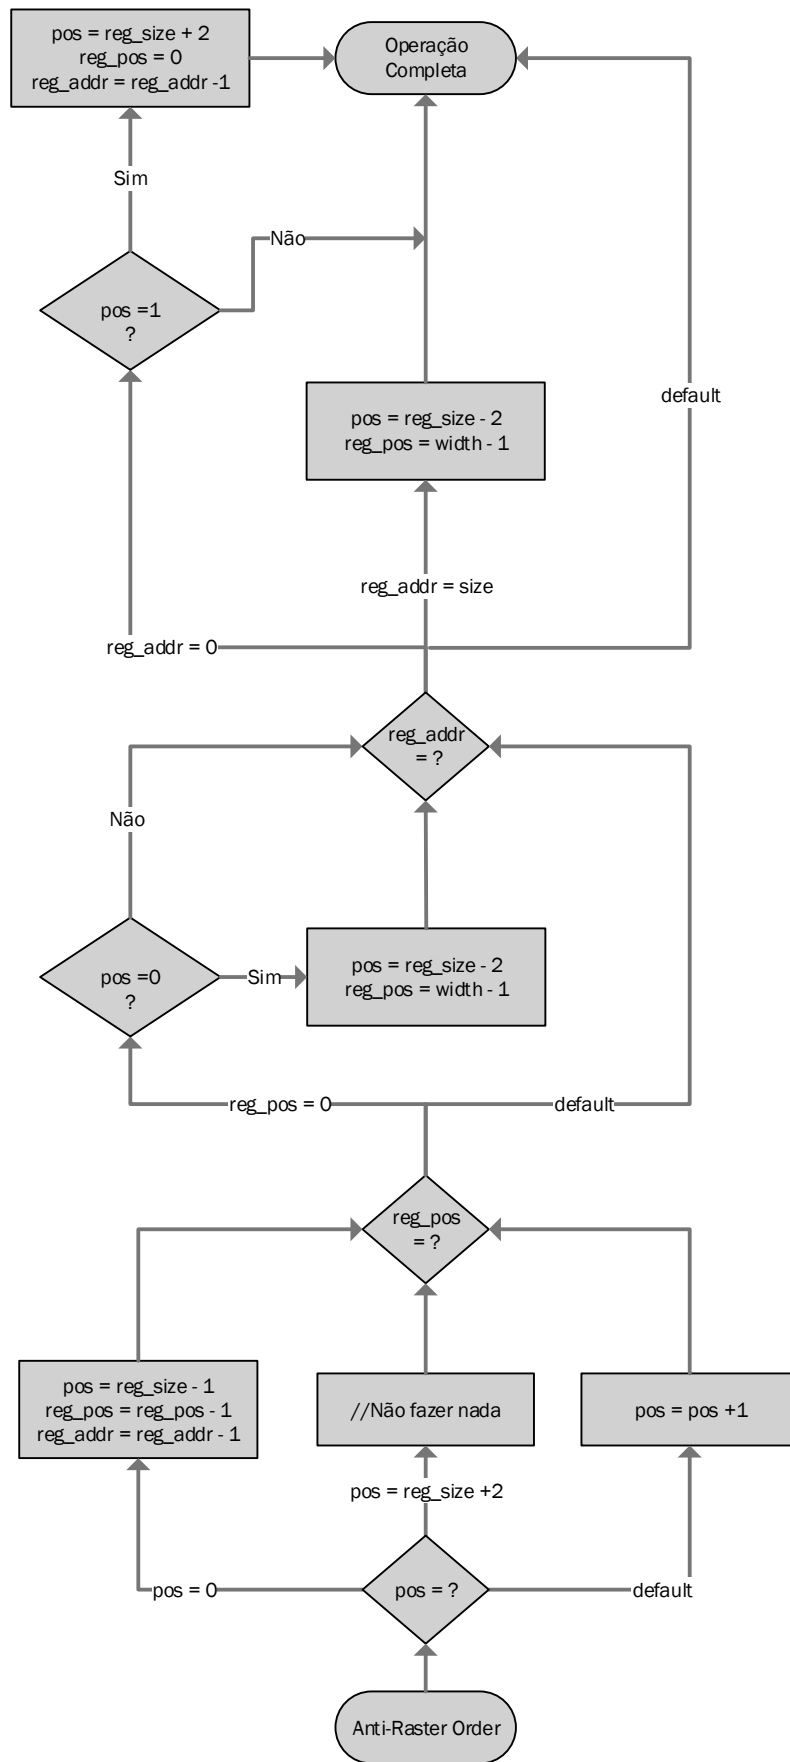 pos = reg_size + 2
reg_pos = 0
reg_addr = reg_addr -1
Operação
Completa
Sim
Não
pos =1
?
default
pos = reg_size - 2
reg_pos = width - 1
reg_addr = size
reg_addr = 0
reg_addr
= ?
Não
pos =0
?
Sim
pos = reg_size - 2
reg_pos = width - 1
reg_pos = 0
default
reg_pos
= ?
pos = reg_size - 1
reg_pos = reg_pos - 1
reg_addr = reg_addr - 1
//Não fazer nada
pos = pos +1
pos = reg_size +2
pos = 0
pos = ?
default
Anti-Raster Order